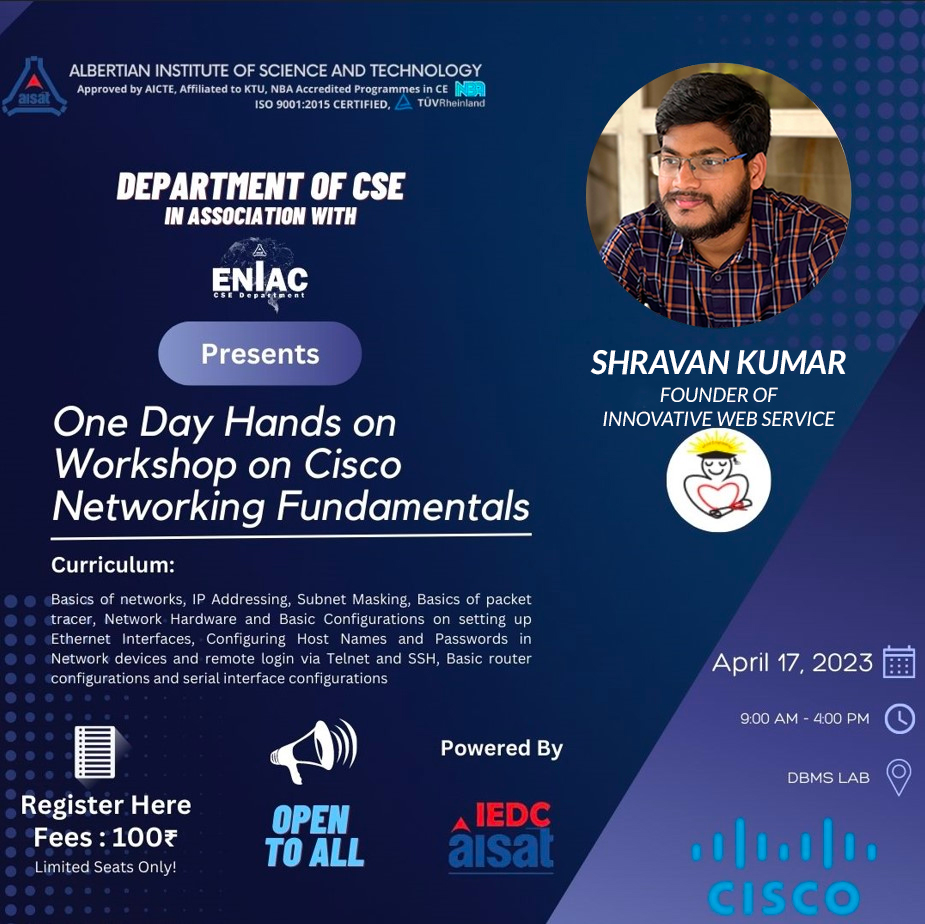 ALBERTIAN INSTITUTE OF SCIENCE AND TECHNOLOGY
Approved by AICTE, Affiliated to KTU, NBA Accredited Programmes in CE NBA
ISO 9001:2015 CERTIFIED, TÜVRheinland
aisat
DEPARTMENT OF CSE
IN ASSOCIATION WITH
ENIAC
CSE Department
Presents
One Day Hands on
Workshop on Cisco
Networking Fundamentals
Curriculum:
Basics of networks, IP Addressing, Subnet Masking, Basics of packet
tracer, Network Hardware and Basic Configurations on setting up
Ethernet Interfaces, Configuring Host Names and Passwords in
Network devices and remote login via Telnet and SSH, Basic router
configurations and serial interface configurations
SHRAVAN KUMAR
FOUNDER OF
INNOVATIVE WEB SERVICE
April 17, 2023
9:00 AM - 4:00 PM
DBMS LAB
Register Here
Fees : 100₹
Limited Seats Only!
OPEN
TO ALL
Powered By
IEDC
aisat
CISCO